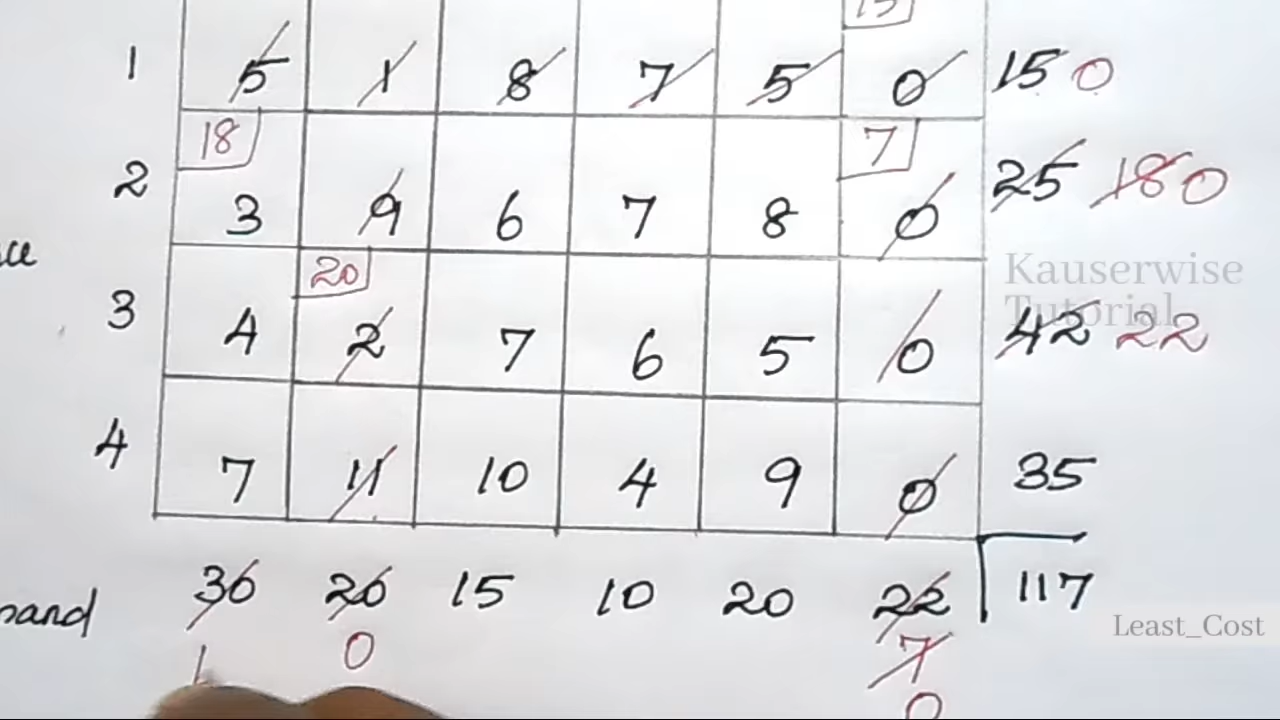 15
1 5 1 8 7 5 0 15 0
18 7
2 3 9 6 7 8 0 25 18 0
Kauserwise
Tutorial
20
3 4 2 7 6 5 0 42 22
4 7 11 10 4 9 0 35
30 20 15 10 20 22 117
Least_Cost
1 0 7
0